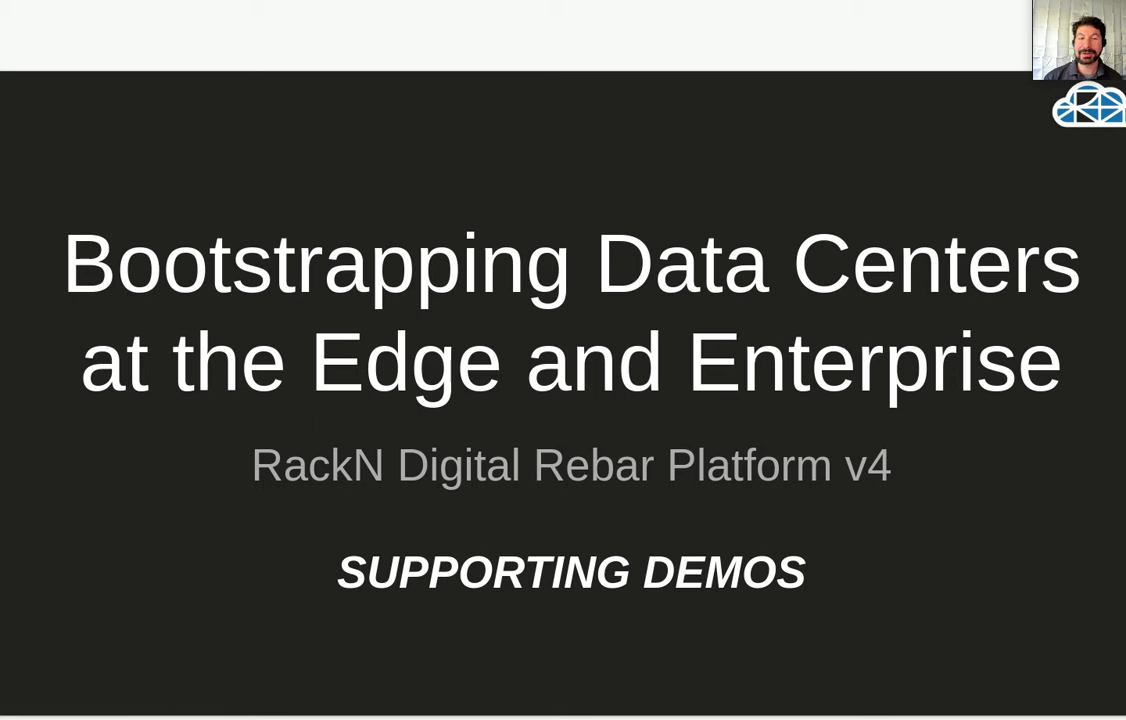 Bootstrapping Data Centers
at the Edge and Enterprise
RackN Digital Rebar Platform v4
SUPPORTING DEMOS